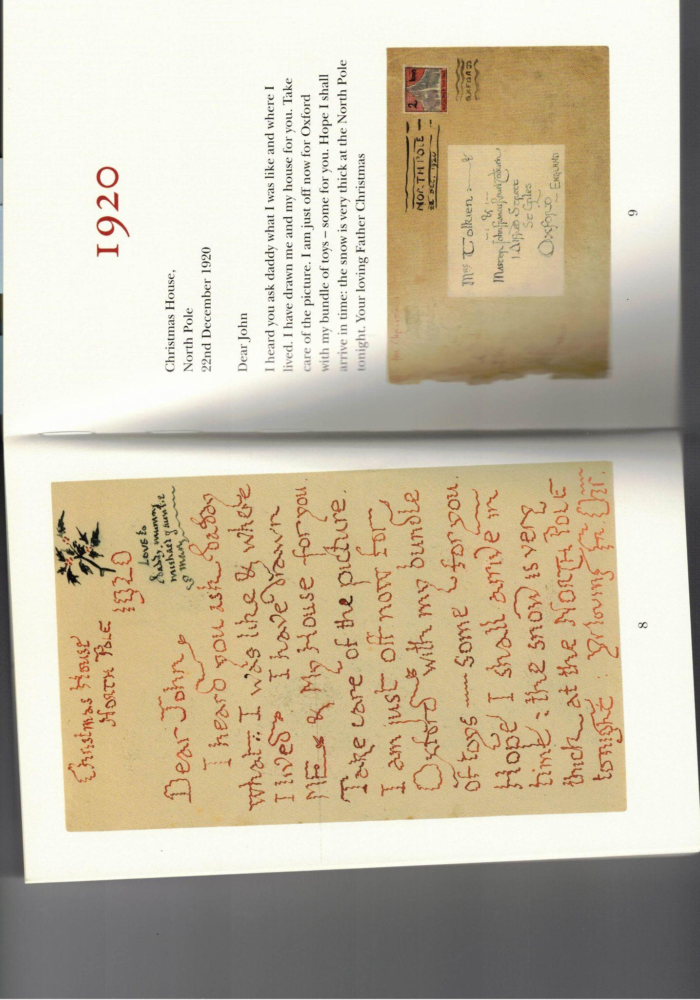 Christmas House
North Pole
1920
Love to
daddy, mummy
michael & auntie
& mary
Dear John
I heard you ask daddy
what I was like & where
I lived. I have drawn
Me & My House for you.
Take care of the picture.
I am just off now for
Oxford with my bundle
of toys — some for you.
Hope I shall arrive in
time: the snow is very
thick at the North Pole
tonight: Yr loving Fr. Chr.
8
1920
Christmas House,
North Pole
22nd December 1920
Dear John
I heard you ask daddy what I was like and where I
lived. I have drawn me and my house for you. Take
care of the picture. I am just off now for Oxford
with my bundle of toys – some for you. Hope I shall
arrive in time: the snow is very thick at the North Pole
tonight. Your loving Father Christmas
2 kisses
NORTH POLE POSTAGE
NORTH POLE
22 DEC. 1920
OXFORD
Mrs Tolkien
&
Master John Francis Reuel Tolkien
1 Alfred Street
St Giles
Oxford
ENGLAND
9